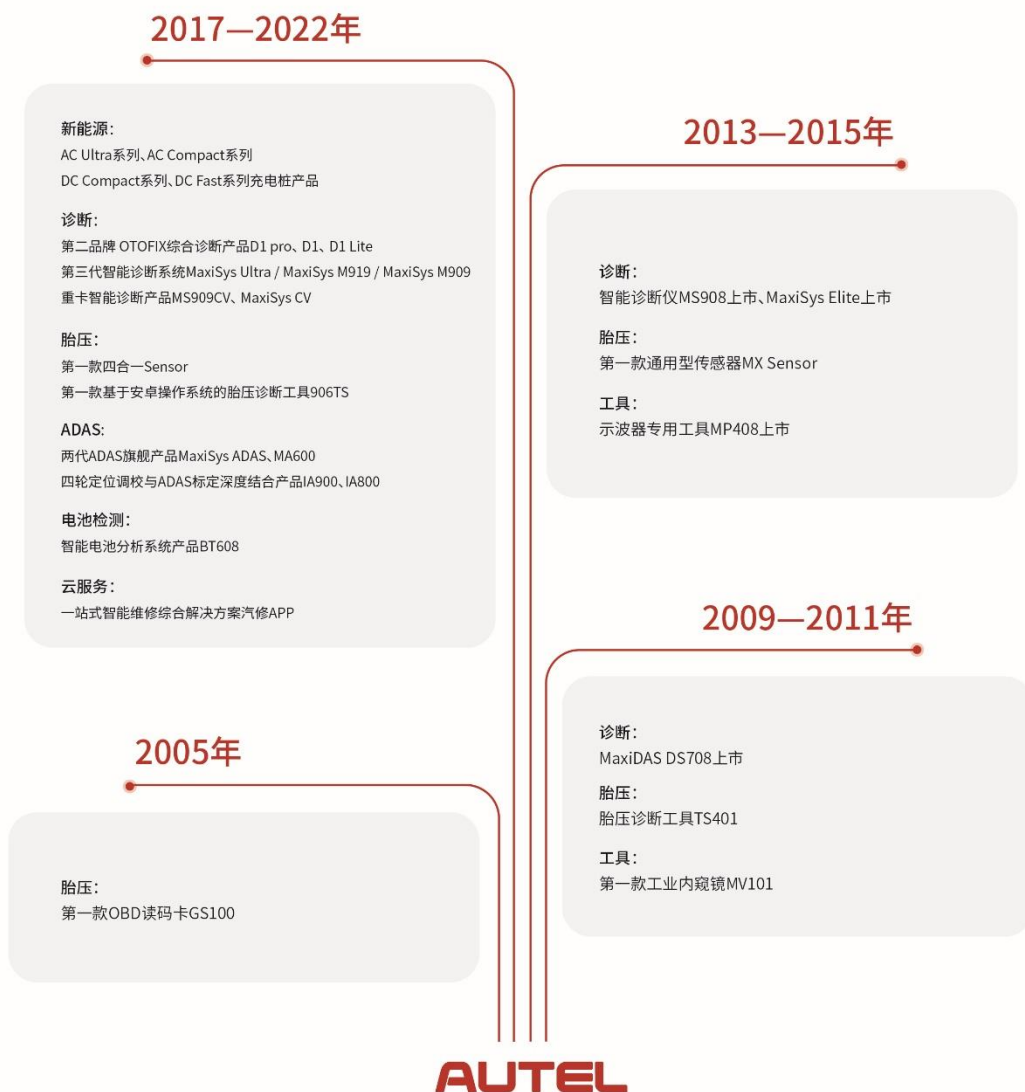 2017—2022年
新能源：
AC Ultra系列、AC Compact系列
DC Compact系列、DC Fast系列充电桩产品
诊断：
第二品牌 OTOFIX综合诊断产品D1 pro、D1、D1 Lite
第三代智能诊断系统MaxiSys Ultra / MaxiSys M919 / MaxiSys M909
重卡智能诊断产品MS909CV、MaxiSys CV
胎压：
第一款四合一Sensor
第一款基于安卓操作系统的胎压诊断工具906TS
ADAS:
两代ADAS旗舰产品MaxiSys ADAS、MA600
四轮定位调校与ADAS标定深度结合产品IA900、IA800
电池检测：
智能电池分析系统产品BT608
云服务：
一站式智能维修综合解决方案汽修APP
2013—2015年
诊断：
智能诊断仪MS908上市、MaxiSys Elite上市
胎压：
第一款通用型传感器MX Sensor
工具：
示波器专用工具MP408上市
2009—2011年
诊断：
MaxiDAS DS708上市
胎压：
胎压诊断工具TS401
工具：
第一款工业内窥镜MV101
2005年
胎压：
第一款OBD读码卡GS100
AUTEL